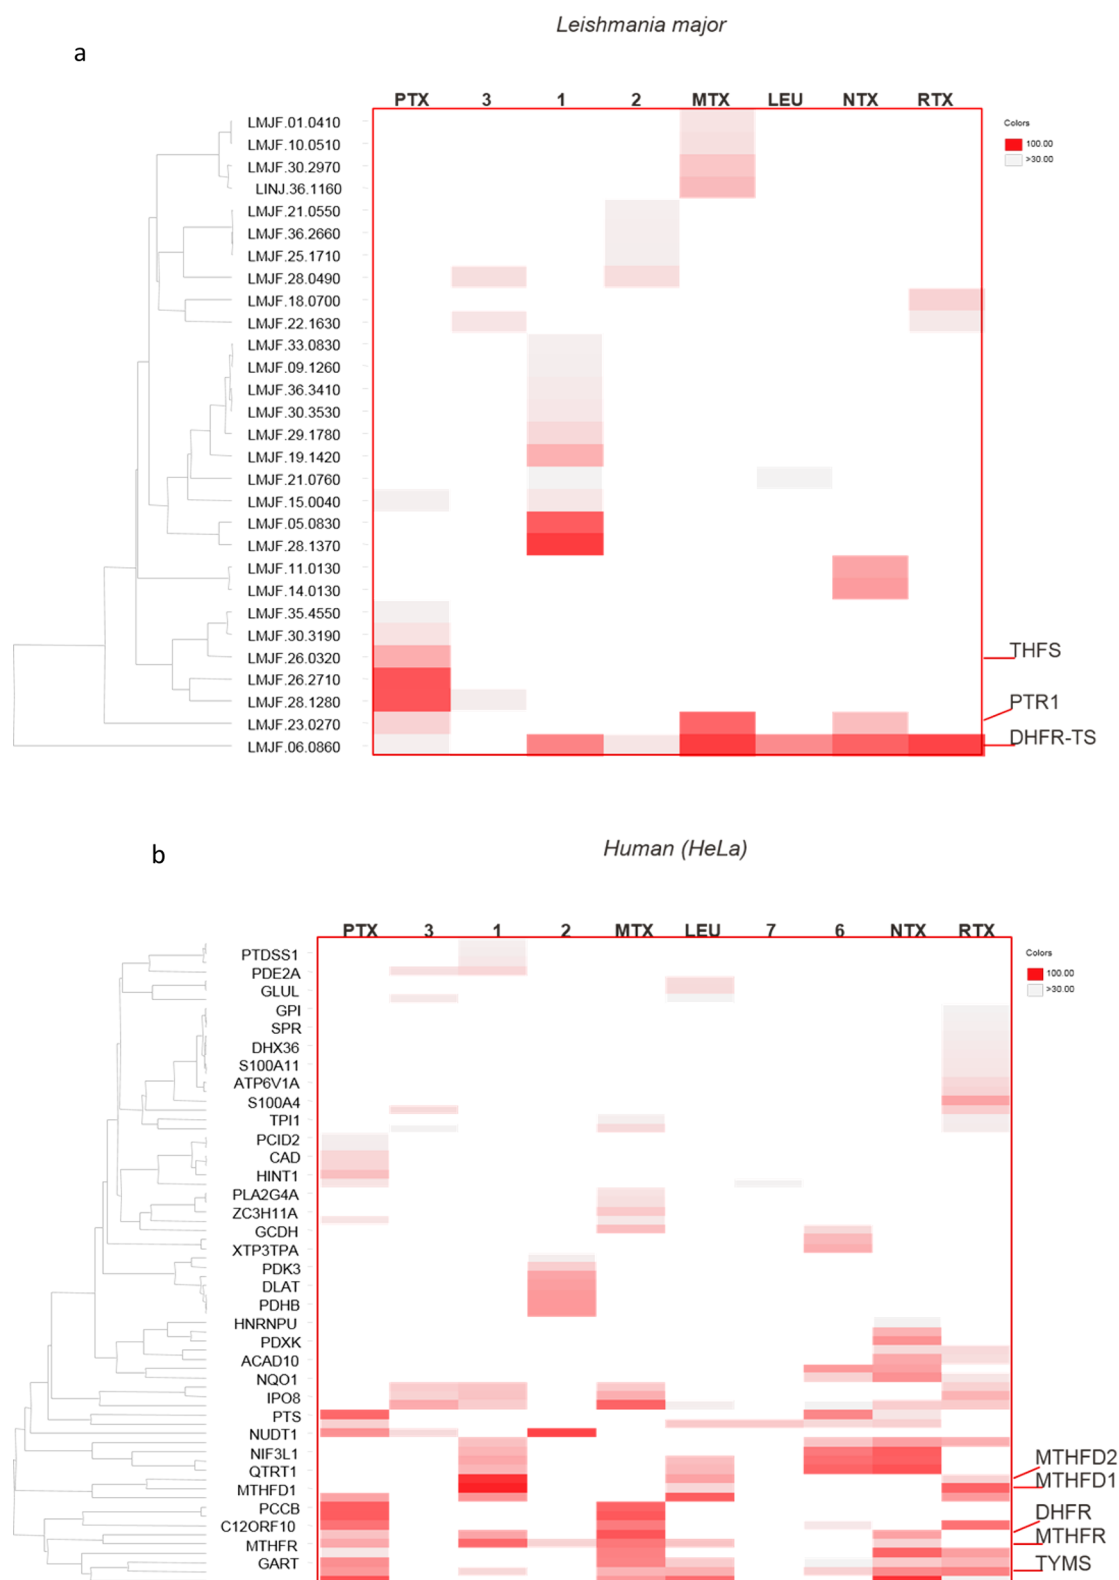 Leishmania major
a
PTX 3 1 2 MTX LEU NTX RTX
Colors
100.00
>30.00
LMJF.01.0410
LMJF.10.0510
LMJF.30.2970
LINJ.36.1160
LMJF.21.0550
LMJF.36.2660
LMJF.25.1710
LMJF.28.0490
LMJF.18.0700
LMJF.22.1630
LMJF.33.0830
LMJF.09.1260
LMJF.36.3410
LMJF.30.3530
LMJF.29.1780
LMJF.19.1420
LMJF.21.0760
LMJF.15.0040
LMJF.05.0830
LMJF.28.1370
LMJF.11.0130
LMJF.14.0130
LMJF.35.4550
LMJF.30.3190
LMJF.26.0320
LMJF.26.2710
LMJF.28.1280
LMJF.23.0270
LMJF.06.0860
THFS
PTR1
DHFR-TS
b
Human (HeLa)
PTX 3 1 2 MTX LEU 7 6 NTX RTX
Colors
100.00
>30.00
PTDSS1
PDE2A
GLUL
GPI
SPR
DHX36
S100A11
ATP6V1A
S100A4
TPI1
PCID2
CAD
HINT1
PLA2G4A
ZC3H11A
GCDH
XTP3TPA
PDK3
DLAT
PDHB
HNRNPU
PDXK
ACAD10
NQO1
IPO8
PTS
NUDT1
NIF3L1
QTRT1
MTHFD1
PCCB
C12ORF10
MTHFR
GART
MTHFD2
MTHFD1
DHFR
MTHFR
TYMS